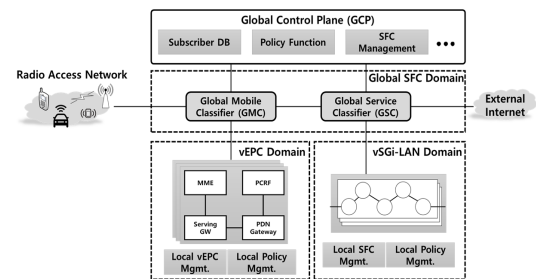 Global Control Plane (GCP)
Subscriber DB
Policy Function
SFC
Management
Radio Access Network
Global SFC Domain
Global Mobile
Classifier (GMC)
Global Service
Classifier (GSC)
External
Internet
vEPC Domain
vSGi-LAN Domain
MME
PCRF
Serving
GW
PDN
Gateway
Local vEPC
Mgmt.
Local Policy
Mgmt.
Local SFC
Mgmt.
Local Policy
Mgmt.